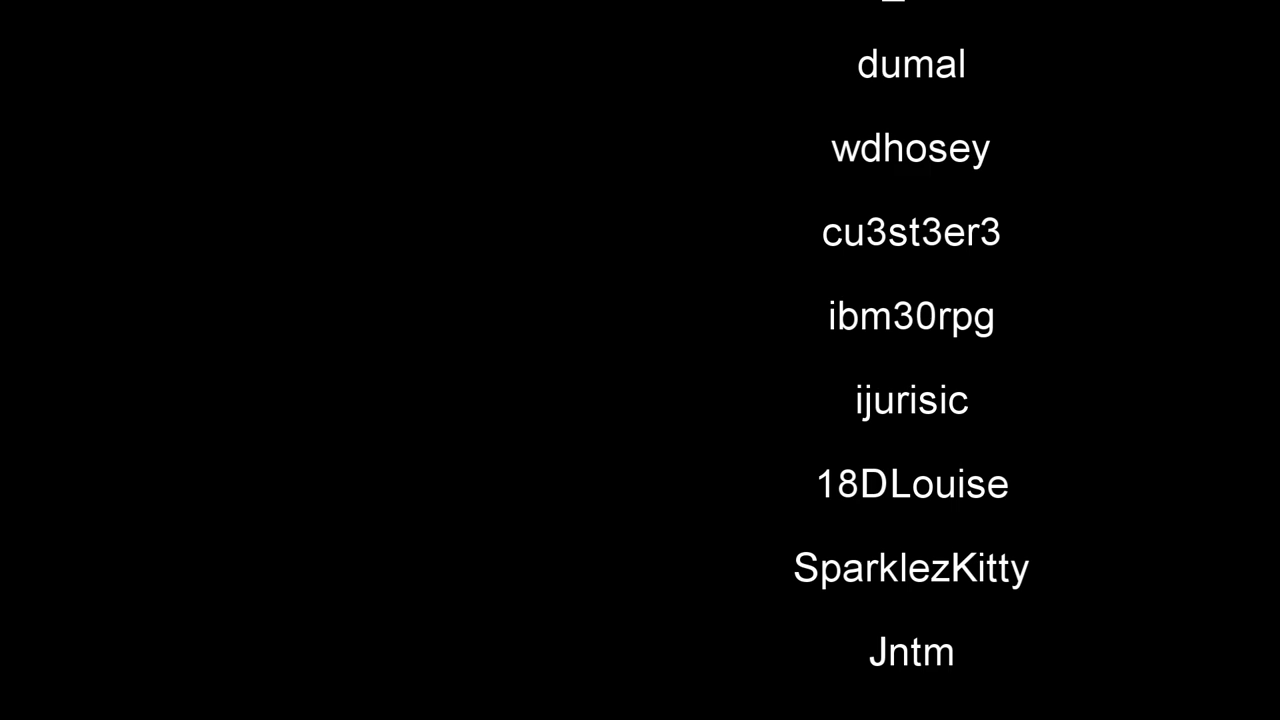 dumal
wdhosey
cu3st3er3
ibm30rpg
ijurisic
18DLouise
SparklezKitty
Jntm